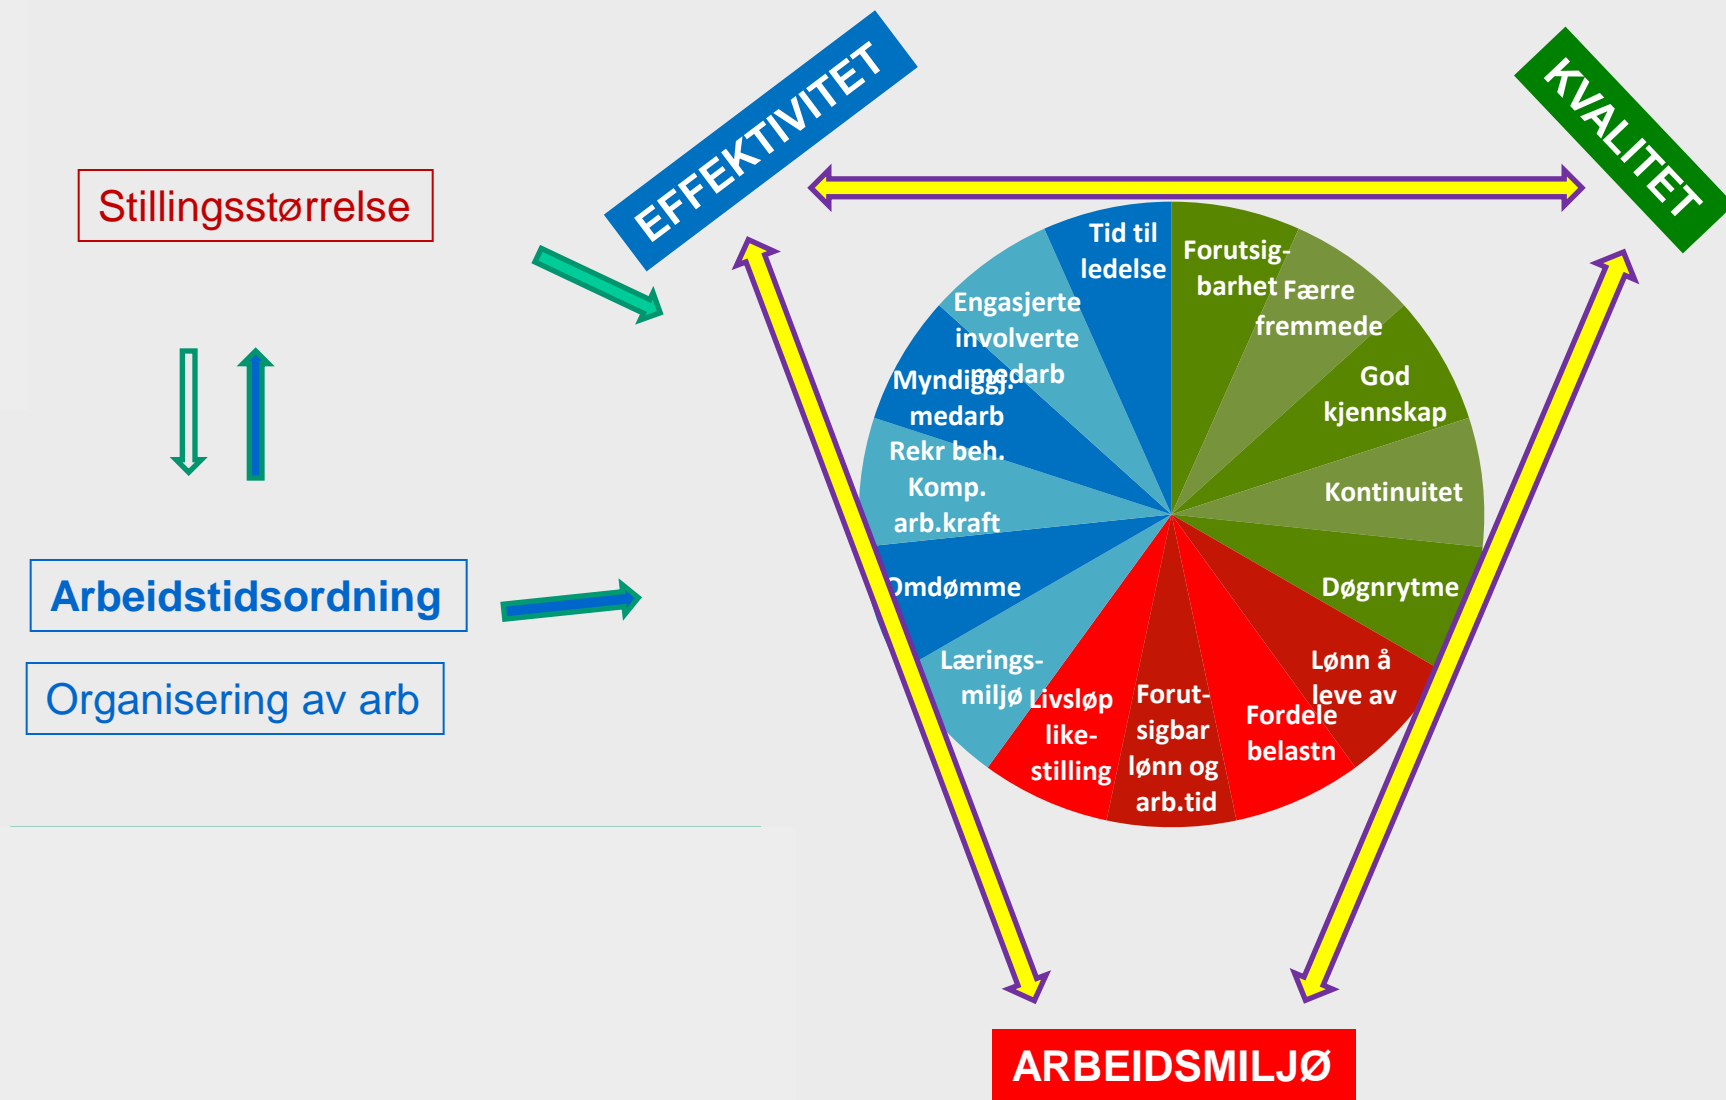 EFFEKTIVITET
KVALITET
Stillingsstørrelse
Arbeidstidsordning
Organisering av arb
Tid til
ledelse
Forutsig-
barhet
Færre
fremmede
God
kjennskap
Kontinuitet
Døgnrytme
Lønn å
leve av
Fordele
belastn
Forut-
sigbar
lønn og
arb.tid
Livsløp
like-
stilling
Lærings-
miljø
Omdømme
Rekr beh.
Komp.
arb.kraft
Myndiggj.
medarb
Engasjerte
involverte
medarb
ARBEIDSMILJØ